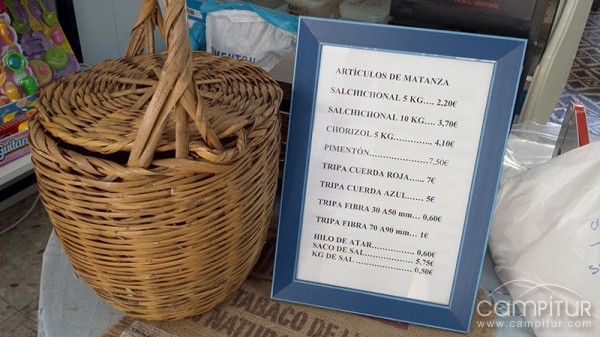 ARTÍCULOS DE MATANZA
SALCHICHONAL 5 KG…. 2,20€
SALCHICHONAL 10 KG…. 3,70€
CHORIZOL 5 KG………….. 4,10€
PIMENTÓN…………………7,50€
TRIPA CUERDA ROJA…... 7€
TRIPA CUERDA AZUL…… 5€
TRIPA FIBRA 30 A50 mm… 0,60€
TRIPA FIBRA 70 A90 mm… 1€
HILO DE ATAR……………..0,60€
SACO DE SAL……………… 5,75€
KG DE SAL …………………0,50€
TABACO DE
CAMPITUR
www.campitur.com